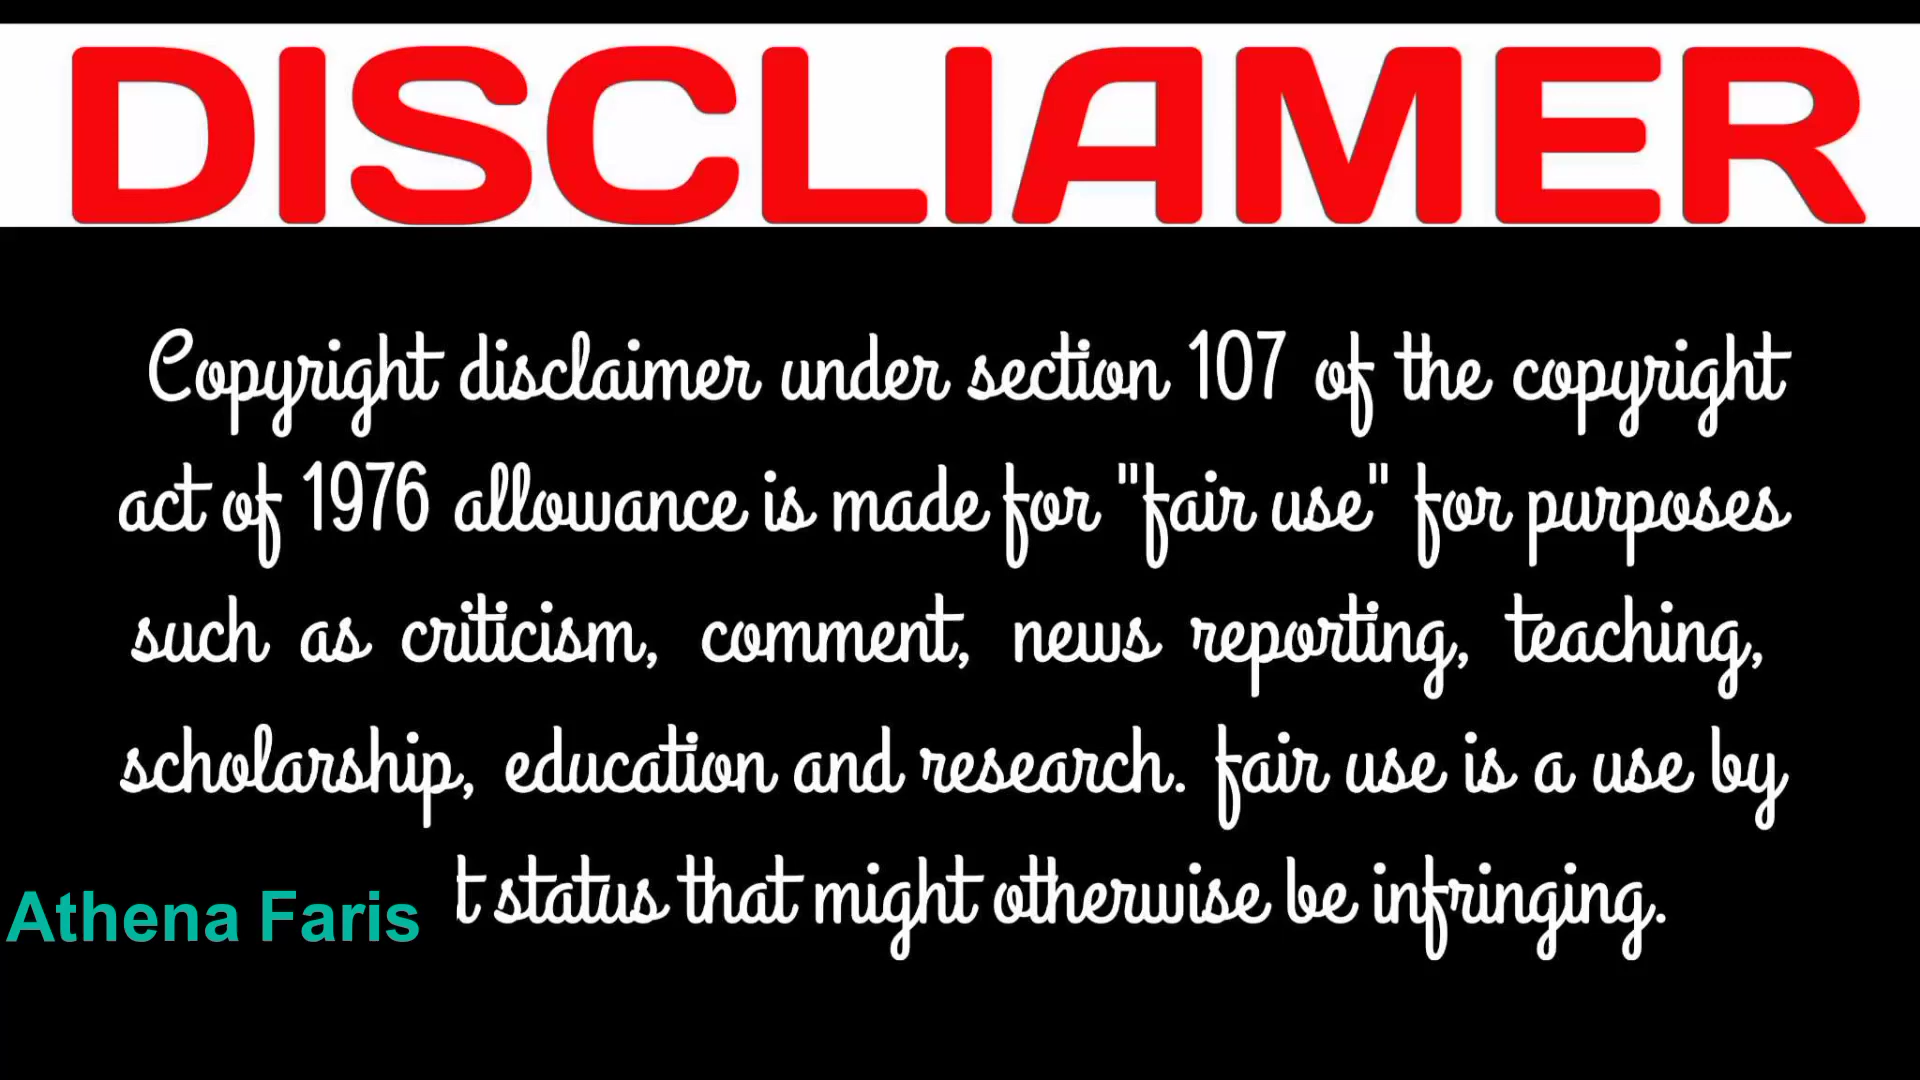 DISCLIAMER
Copyright disclaimer under section 107 of the copyright
act of 1976 allowance is made for "fair use" for purposes
such as criticism, comment, news reporting, teaching,
scholarship, education and research. fair use is a use by
Athena Faris t status that might otherwise be infringing.